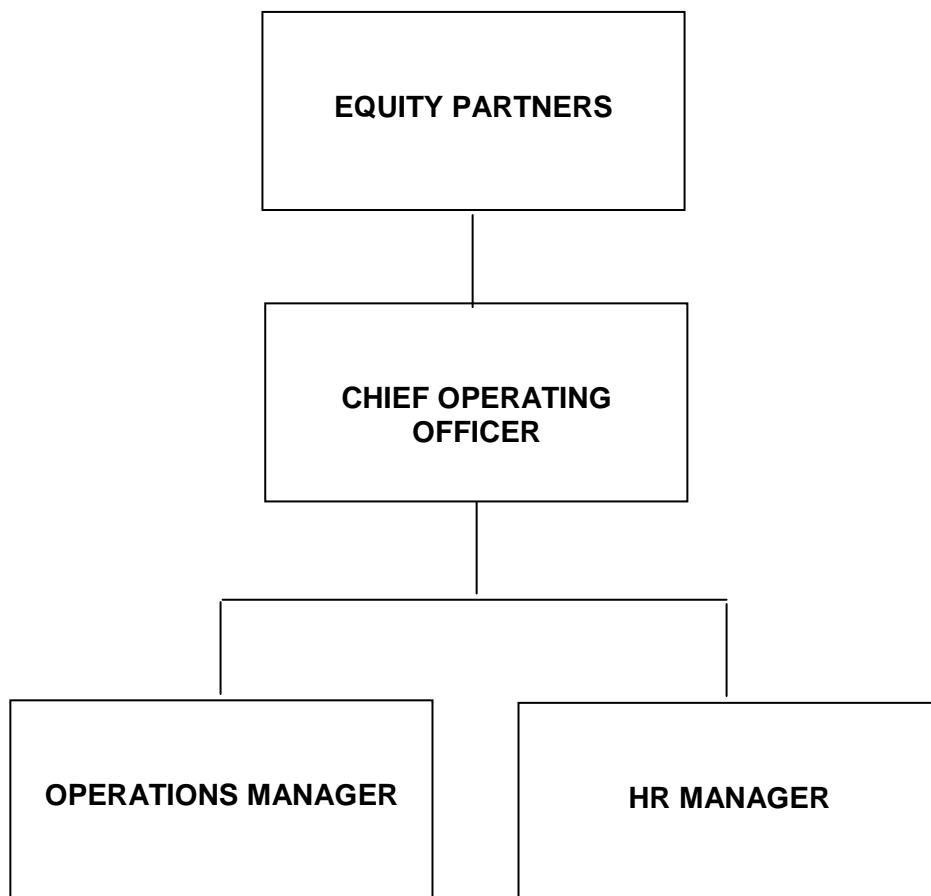 EQUITY PARTNERS
CHIEF OPERATING
OFFICER
OPERATIONS MANAGER
HR MANAGER